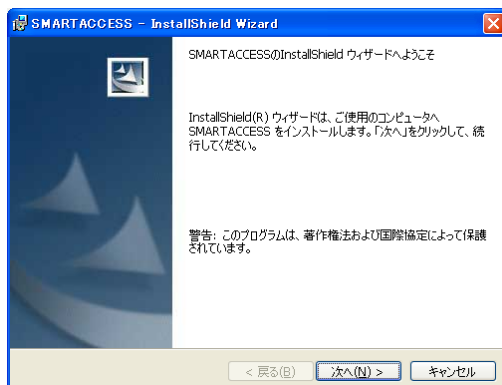 SMARTACCESS - InstallShield Wizard
SMARTACCESSのInstallShield ウィザードへようこそ
InstallShield(R) ウィザードは、ご使用のコンピュータへ
SMARTACCESS をインストールします。「次へ」をクリックして、続
行してください。
警告: このプログラムは、著作権法および国際協定によって保護
されています。
< 戻る(B)
次へ(N) >
キャンセル